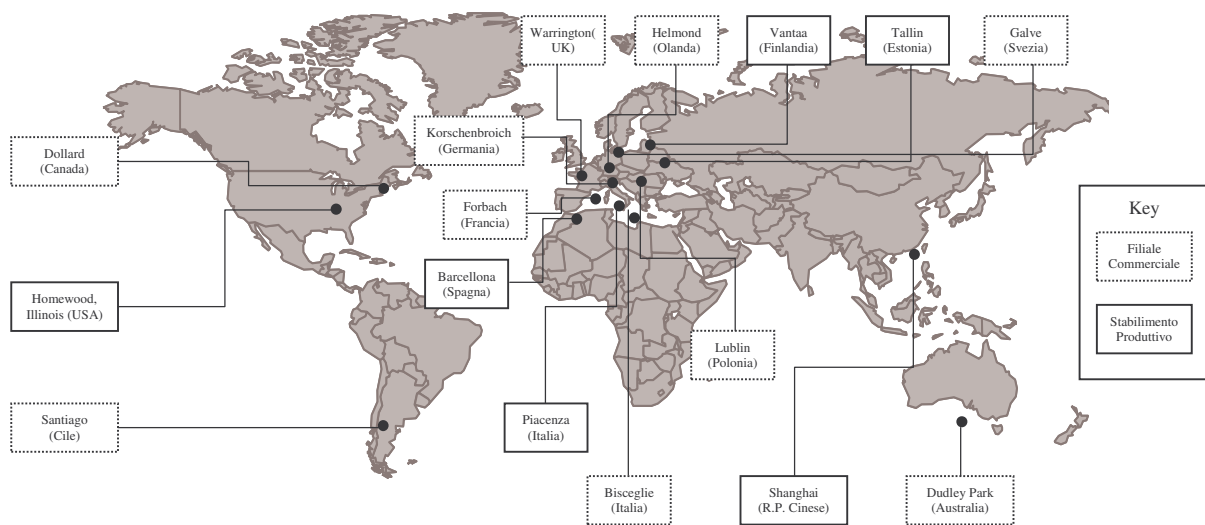 Warrington(
UK)
Helmond
(Olanda)
Vantaa
(Finlandia)
Tallin
(Estonia)
Galve
(Svezia)
Korschenbroich
(Germania)
Dollard
(Canada)
Forbach
(Francia)
Key
Filiale
Commerciale
Barcellona
(Spagna)
Homewood,
Illinois (USA)
Stabilimento
Produttivo
Lublin
(Polonia)
Santiago
(Cile)
Piacenza
(Italia)
Bisceglie
(Italia)
Shanghai
(R.P. Cinese)
Dudley Park
(Australia)